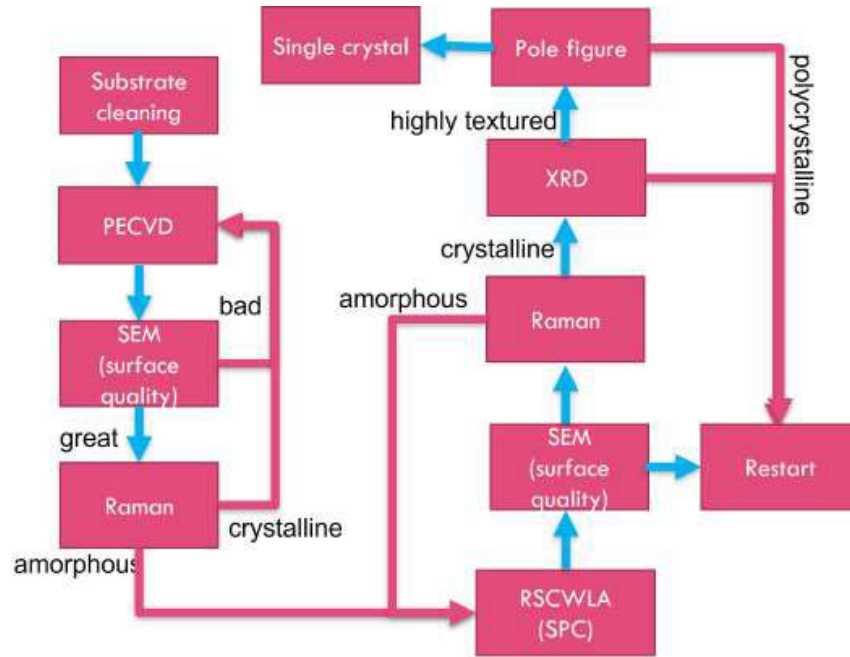 Substrate
cleaning
PECVD
bad
SEM
(surface
quality)
great
Raman
crystalline
amorphous
Single crystal
Pole figure
polycrystalline
highly textured
XRD
crystalline
amorphous
Raman
SEM
(surface
quality)
Restart
RSCWLA
(SPC)